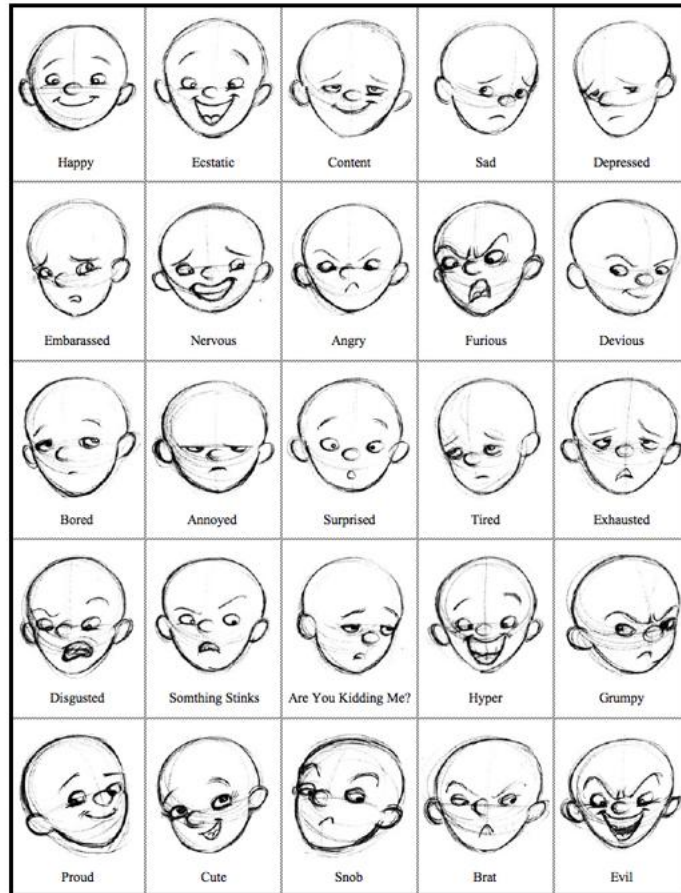 Happy
Ecstatic
Content
Sad
Depressed
Embarassed
Nervous
Angry
Furious
Devious
Bored
Annoyed
Surprised
Tired
Exhausted
Disgusted
Somthing Stinks
Are You Kidding Me?
Hyper
Grumpy
Proud
Cute
Snob
Brat
Evil